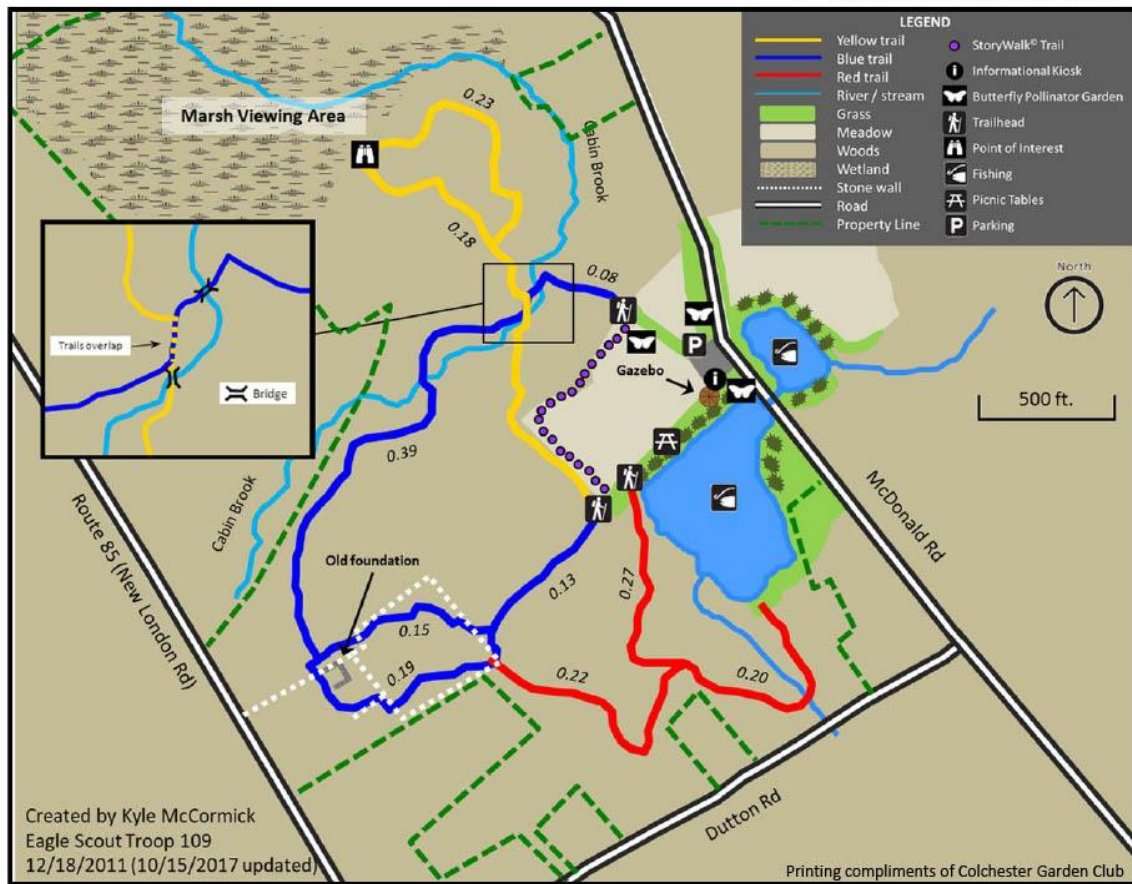 LEGEND
Yellow trail
Blue trail
Red trail
River / stream
Grass
Meadow
Woods
Wetland
Stone wall
Road
Property Line
StoryWalk© Trail
i Informational Kiosk
Butterfly Pollinator Garden
Trailhead
Point of Interest
Fishing
Picnic Tables
P Parking
0.23
Marsh Viewing Area
Cabin Brook
0.18
0.08
North
Trails overlap
Bridge
P
Gazebo
i
500 ft.
0.39
McDonald Rd
Cabin Brook
Route 85 (New London Rd)
Old foundation
0.13
0.27
0.15
0.19
0.22
0.20
Dutton Rd
Created by Kyle McCormick
Eagle Scout Troop 109
12/18/2011 (10/15/2017 updated)
Printing compliments of Colchester Garden Club